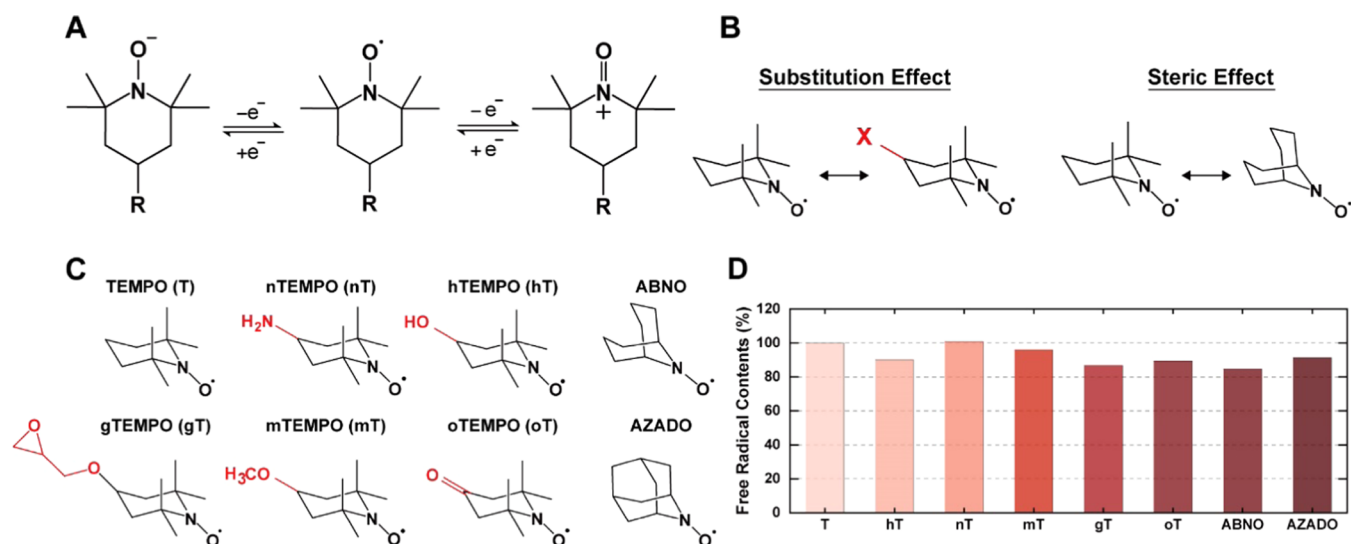 A
O−
N
R
−e−
+e−
O•
N
R
− e−
+ e−
O
N
+
R
B
Substitution Effect
Steric Effect
N
O•
X
N
O•
N
O•
N
O•
C
TEMPO (T)
nTEMPO (nT)
hTEMPO (hT)
ABNO
N
O•
H₂N
N
O•
HO
N
O•
N
O•
gTEMPO (gT)
mTEMPO (mT)
oTEMPO (oT)
AZADO
O
O
N
O•
H₃CO
N
O•
O
N
O•
N
O•
D
Free Radical Contents (%)
120
100
80
60
40
20
0
T hT nT mT gT oT ABNO AZADO